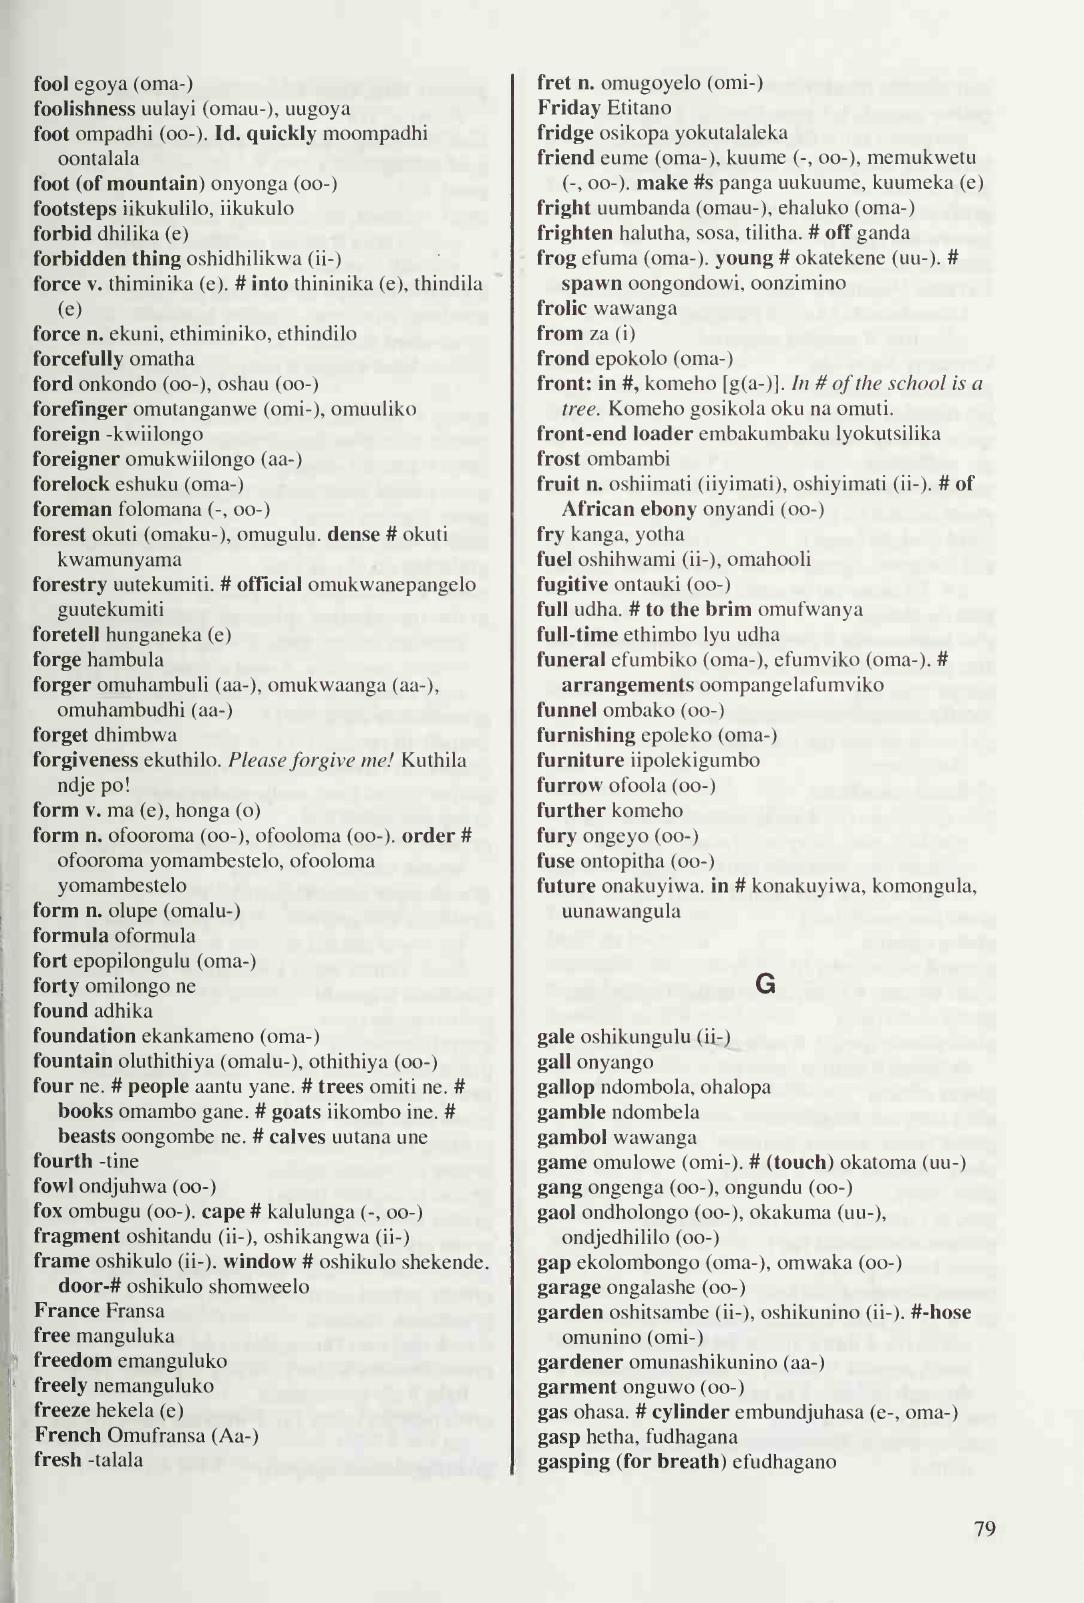 fool egoya (oma-)
foolishness uulayi (omau-), uugoya
foot ompadhi (oo-). Id. quickly moompadhi
oontalala
foot (of mountain) onyonga (oo-)
footsteps iikukulilo, iikukulo
forbid dhilika (e)
forbidden thing oshidhilikwa (ii-)
force v. thiminika (e). # into thininika (e), thindila
(e)
force n. ekuni, ethiminiko, ethindilo
forcefully omatha
ford onkondo (oo-), oshau (oo-)
forefinger omutanganwe (omi-), omuuliko
foreign -kwiilongo
foreigner omukwiilongo (aa-)
forelock eshuku (oma-)
foreman folomana (-, oo-)
forest okuti (omaku-), omugulu. dense # okuti
kwamunyama
forestry uutekumiti. # official omukwanepangelo
guutekumiti
foretell hunganeka (e)
forge hambula
forger omuhambuli (aa-), omukwaanga (aa-),
omuhambudhi (aa-)
forget dhimbwa
forgiveness ekuthilo. Please forgive me! Kuthila
ndje po!
form v. ma (e), honga (o)
form n. ofooroma (oo-), ofooloma (oo-). order #
ofooroma yomambestelo, ofooloma
yomambestelo
form n. olupe (omalu-)
formula oformula
fort epopilongulu (oma-)
forty omilongo ne
found adhika
foundation ekankameno (oma-)
fountain oluthithiya (omalu-), othithiya (oo-)
four ne. # people aantu yane. # trees omiti ne. #
books omambo gane. # goats iikombo ine. #
beasts oongombe ne. # calves uutana une
fourth -tine
fowl ondjuhwa (oo-)
fox ombugu (oo-). cape # kalulunga (-, oo-)
fragment oshitandu (ii-), oshikangwa (ii-)
frame oshikulo (ii-). window # oshikulo shekende.
door-# oshikulo shomweelo
France Fransa
free manguluka
freedom emanguluko
freely nemanguluko
freeze hekela (e)
French Omufransa (Aa-)
fresh -talala
fret n. omugoyelo (omi-)
Friday Etitano
fridge osikopa yokutalaleka
friend eume (oma-), kuume (-, oo-), memukwetu
(-, oo-). make #s panga uukuume, kuumeka (e)
fright uumbanda (omau-), ehaluko (oma-)
frighten halutha, sosa, tilitha. # off ganda
frog efuma (oma-). young # okatekene (uu-). #
spawn oongondowi, oonzimino
frolic wawanga
from za (i)
frond epokolo (oma-)
front: in #, komeho [g(a-)]. In # of the school is a
tree. Komeho gosikola oku na omuti.
front-end loader embakumbaku lyokutsilika
frost ombambi
fruit n. oshiimati (iiyimati), oshiyimati (ii-). # of
African ebony onyandi (oo-)
fry kanga, yotha
fuel oshihwami (ii-), omahooli
fugitive ontauki (oo-)
full udha. # to the brim omufwanya
full-time ethimbo lyu udha
funeral efumbiko (oma-), efumviko (oma-). #
arrangements oompangelafumviko
funnel ombako (oo-)
furnishing epoleko (oma-)
furniture iipolekigumbo
furrow ofoola (oo-)
further komeho
fury ongeyo (oo-)
fuse ontopitha (oo-)
future onakuyiwa. in # konakuyiwa, komongula,
uunawangula
G
gale oshikungulu (ii-)
gall onyango
gallop ndombola, ohalopa
gamble ndombela
gambol wawanga
game omulowe (omi-). # (touch) okatoma (uu-)
gang ongenga (oo-), ongundu (oo-)
gaol ondholongo (oo-), okakuma (uu-),
ondjedhililo (oo-)
gap ekolombongo (oma-), omwaka (oo-)
garage ongalashe (oo-)
garden oshitsambe (ii-), oshikunino (ii-). #-hose
omunino (omi-)
gardener omunashikunino (aa-)
garment onguwo (oo-)
gas ohasa. # cylinder embundjuhasa (e-, oma-)
gasp hetha, fudhagana
gasping (for breath) efudhagano
79